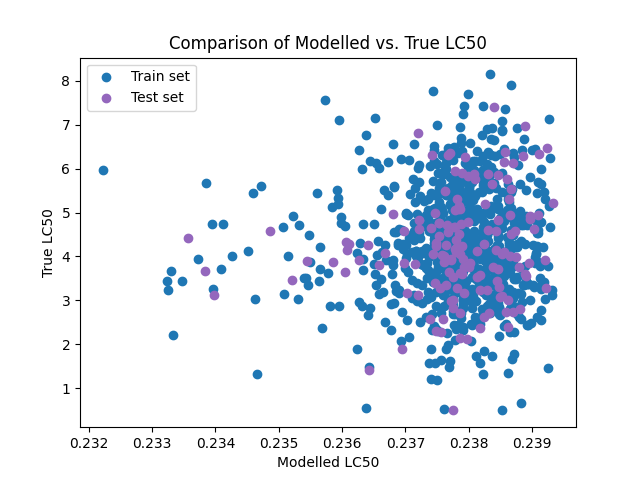 Comparison of Modelled vs. True LC50
Train set
Test set
True LC50
8
7
6
5
4
3
2
1
0.232 0.233 0.234 0.235 0.236 0.237 0.238 0.239
Modelled LC50